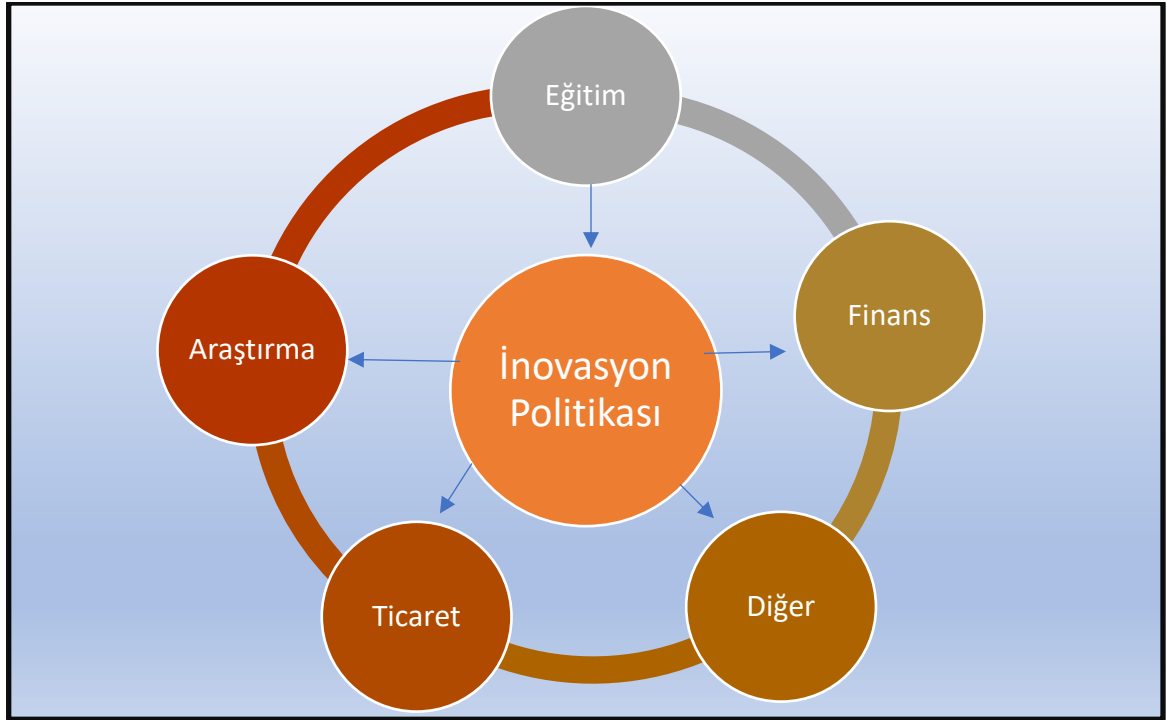 Eğitim
Finans
Araştırma
İnovasyon
Politikası
Ticaret
Diğer